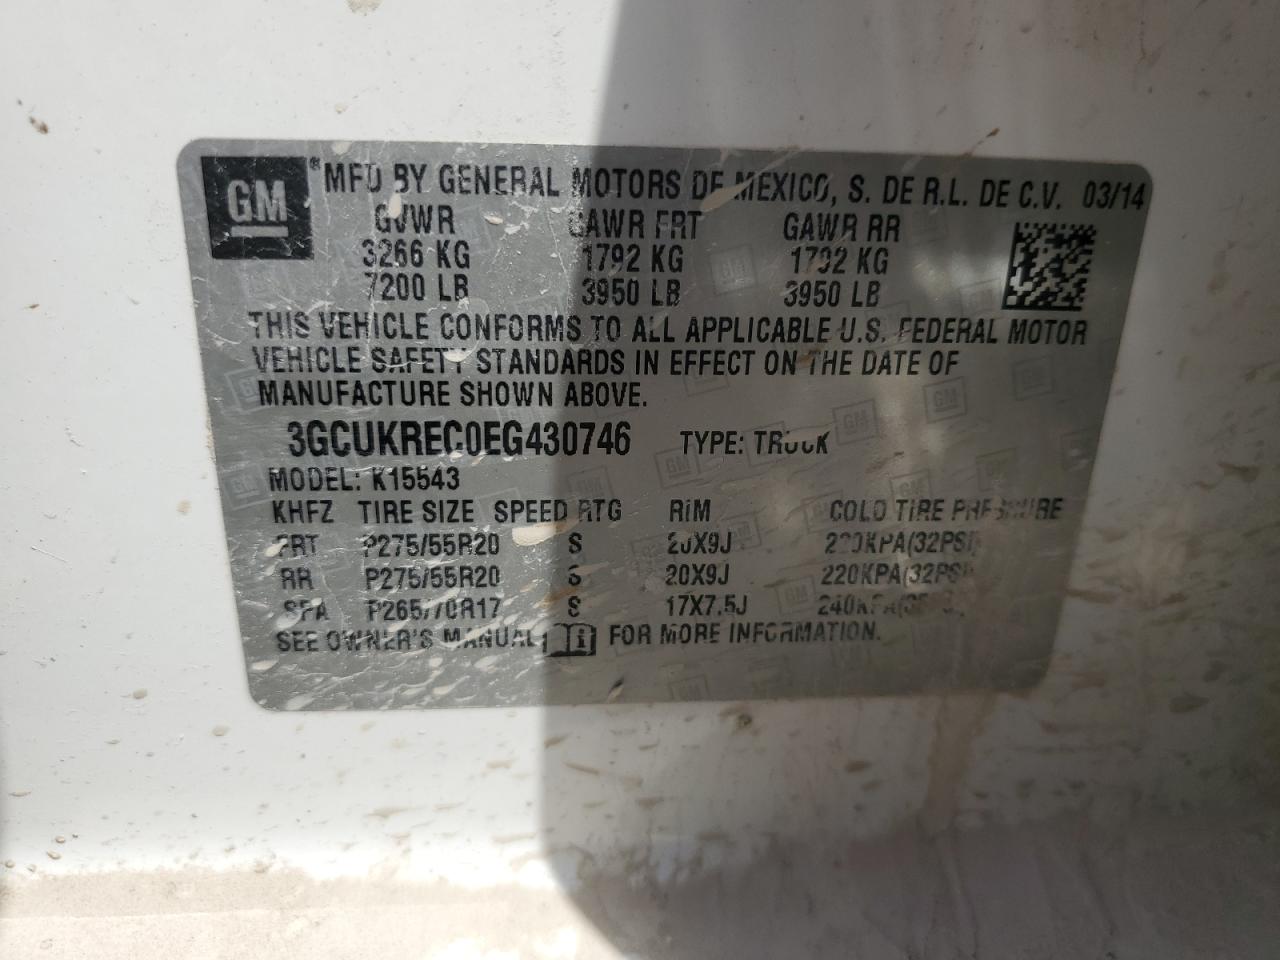 GM
® MFD BY GENERAL MOTORS DE MEXICO, S. DE R.L. DE C.V. 03/14
GVWR GAWR FRT GAWR RR
3266 KG 1792 KG 1792 KG
7200 LB 3950 LB 3950 LB
THIS VEHICLE CONFORMS TO ALL APPLICABLE U.S. FEDERAL MOTOR
VEHICLE SAFETY STANDARDS IN EFFECT ON THE DATE OF
MANUFACTURE SHOWN ABOVE.
3GCUKREC0EG430746 TYPE: TRUCK
MODEL: K15543
KHFZ TIRE SIZE SPEED RTG RIM COLD TIRE PRESSURE
FRT P275/55R20 S 20X9J 220KPA(32PSI)
RR P275/55R20 S 20X9J 220KPA(32PSI)
SPA P265/70R17 S 17X7.5J
SEE OWNER'S MANUAL FOR MORE INFORMATION.